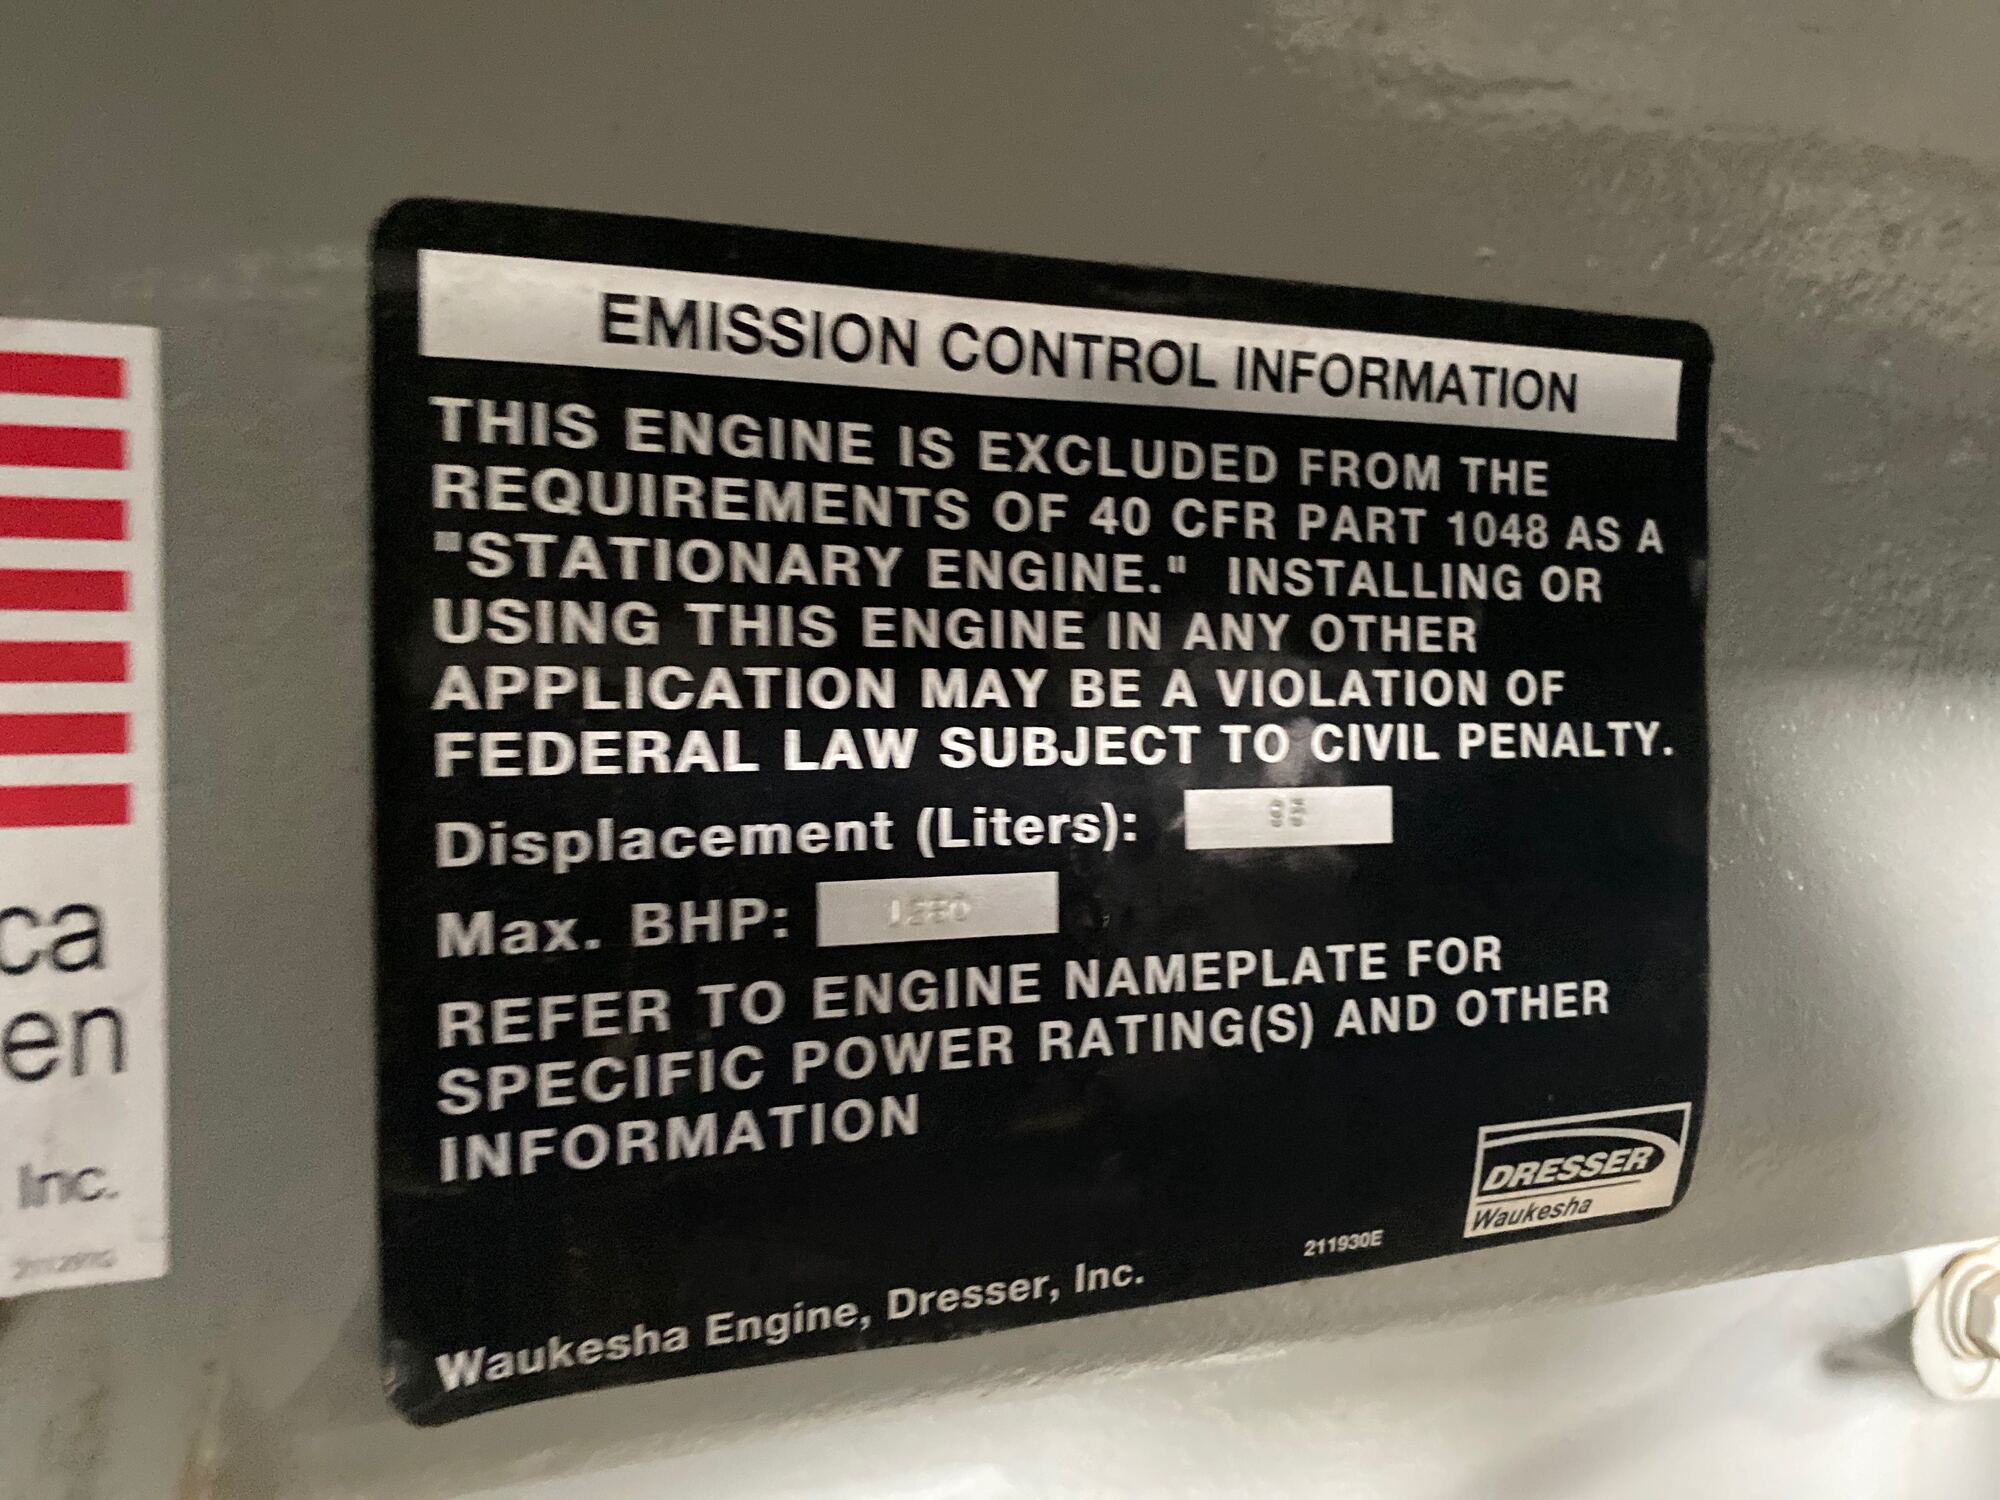 EMISSION CONTROL INFORMATION
THIS ENGINE IS EXCLUDED FROM THE
REQUIREMENTS OF 40 CFR PART 1048 AS A
"STATIONARY ENGINE." INSTALLING OR
USING THIS ENGINE IN ANY OTHER
APPLICATION MAY BE A VIOLATION OF
FEDERAL LAW SUBJECT TO CIVIL PENALTY.
Displacement (Liters):
Max. BHP:
REFER TO ENGINE NAMEPLATE FOR
SPECIFIC POWER RATING(S) AND OTHER
INFORMATION
DRESSER
Waukesha
211930E
Waukesha Engine, Dresser, Inc.
ca
en
Inc.